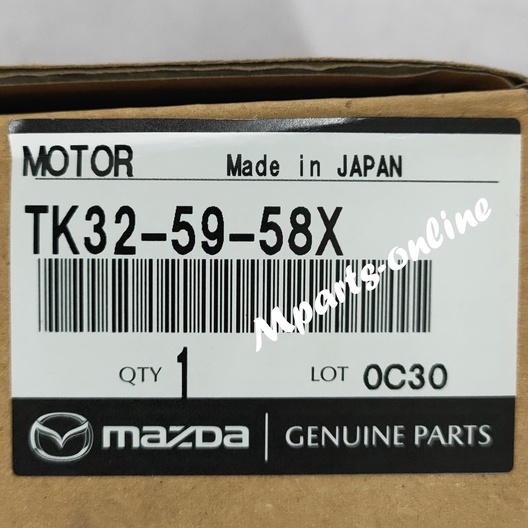 MOTOR Made in JAPAN
TK32-59-58X
Mparts-online
QTY 1 LOT 0C30
mazda GENUINE PARTS